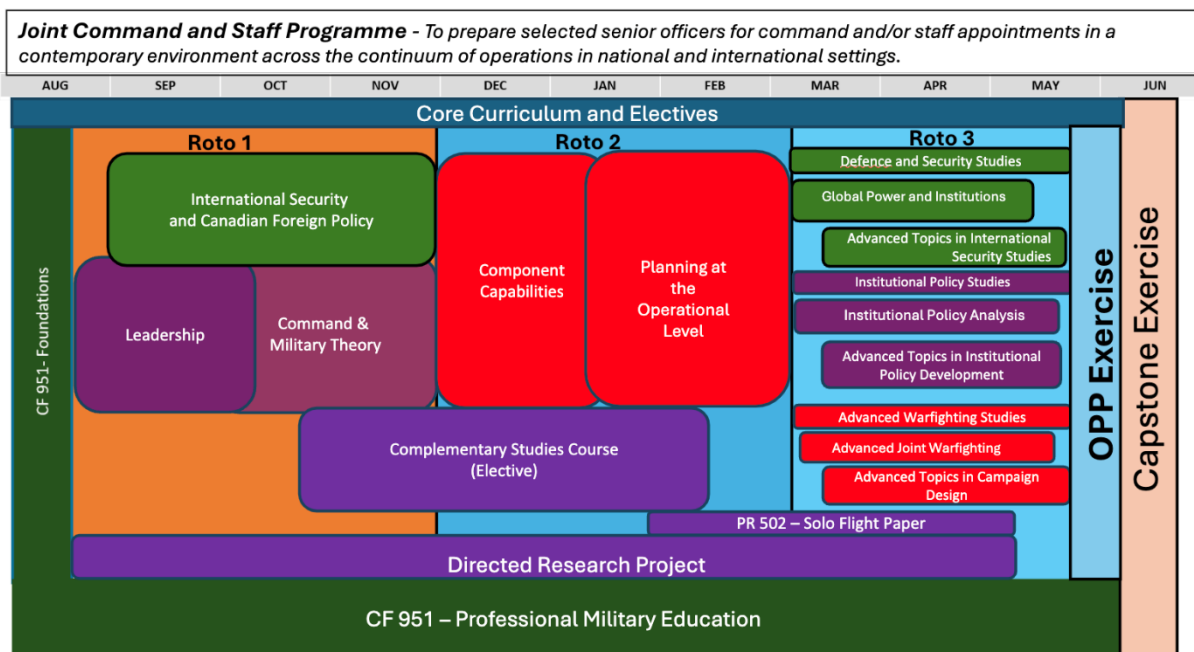 Joint Command and Staff Programme - To prepare selected senior officers for command and/or staff appointments in a
contemporary environment across the continuum of operations in national and international settings.
AUG SEP OCT NOV DEC JAN FEB MAR APR MAY JUN
Core Curriculum and Electives
Roto 1
Roto 2
Roto 3
CF 951- Foundations
International Security
and Canadian Foreign Policy
Leadership
Command &
Military Theory
Component
Capabilities
Planning at
the
Operational
Level
Complementary Studies Course
(Elective)
Defence and Security Studies
Global Power and Institutions
Advanced Topics in International
Security Studies
Institutional Policy Studies
Institutional Policy Analysis
Advanced Topics in Institutional
Policy Development
Advanced Warfighting Studies
Advanced Joint Warfighting
Advanced Topics in Campaign
Design
PR 502 – Solo Flight Paper
Directed Research Project
OPP Exercise
Capstone Exercise
CF 951 – Professional Military Education